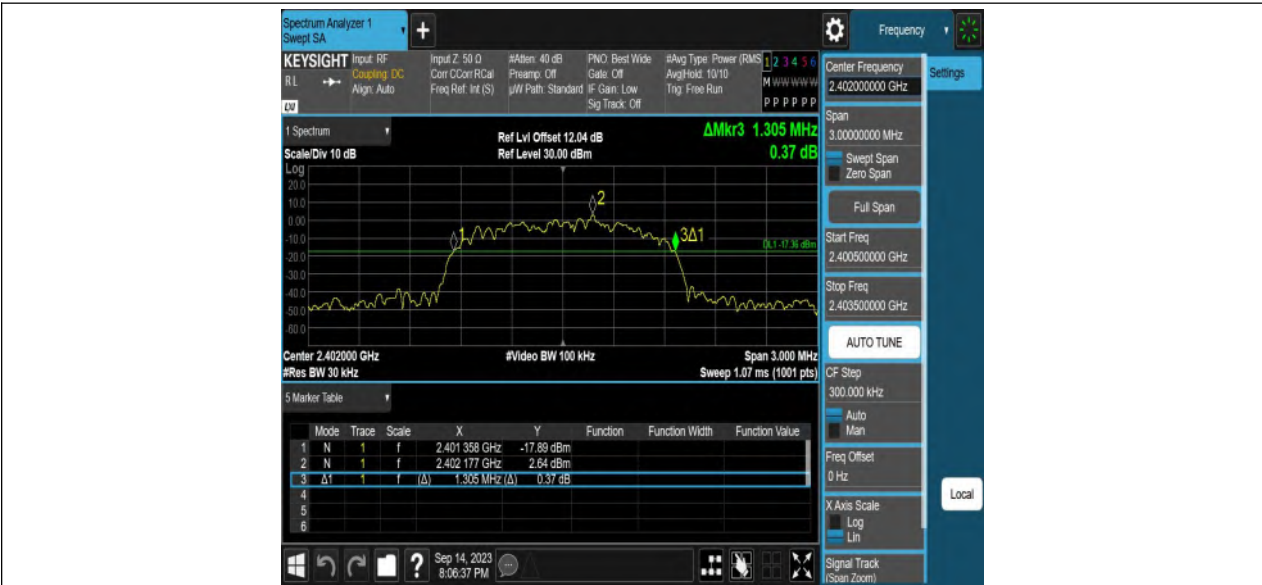 Spectrum Analyzer 1
Swept SA
+
Frequency
KEYSIGHT
RL
LXI
Input: RF
Coupling: DC
Align: Auto
Input Z: 50 Ω
Corr CCorr RCal
Freq Ref: Int (S)
#Atten: 40 dB
Preamp: Off
µW Path: Standard
PNO: Best Wide
Gate: Off
IF Gain: Low
Sig Track: Off
#Avg Type: Power (RMS
Avg|Hold: 10/10
Trig: Free Run
1 2 3 4 5 6
M W W W W W
P P P P P P
1 Spectrum
Scale/Div 10 dB
Log
Ref Lvl Offset 12.04 dB
Ref Level 30.00 dBm
ΔMkr3 1.305 MHz
0.37 dB
20.0
10.0
0.00
-10.0
-20.0
-30.0
-40.0
-50.0
-60.0
1
2
3Δ1
DL1 -17.36 dBm
Center 2.402000 GHz
#Res BW 30 kHz
#Video BW 100 kHz
Span 3.000 MHz
Sweep 1.07 ms (1001 pts)
5 Marker Table
Mode Trace Scale X Y Function Function Width Function Value
1 N 1 f 2.401 358 GHz -17.89 dBm
2 N 1 f 2.402 177 GHz 2.64 dBm
3 Δ1 1 f (Δ) 1.305 MHz (Δ) 0.37 dB
4
5
6
Sep 14, 2023
8:06:37 PM
?
Center Frequency
2.402000000 GHz
Span
3.00000000 MHz
Swept Span
Zero Span
Full Span
Start Freq
2.400500000 GHz
Stop Freq
2.403500000 GHz
AUTO TUNE
CF Step
300.000 kHz
Auto
Man
Freq Offset
0 Hz
X Axis Scale
Log
Lin
Signal Track
(Span Zoom)
Settings
Local